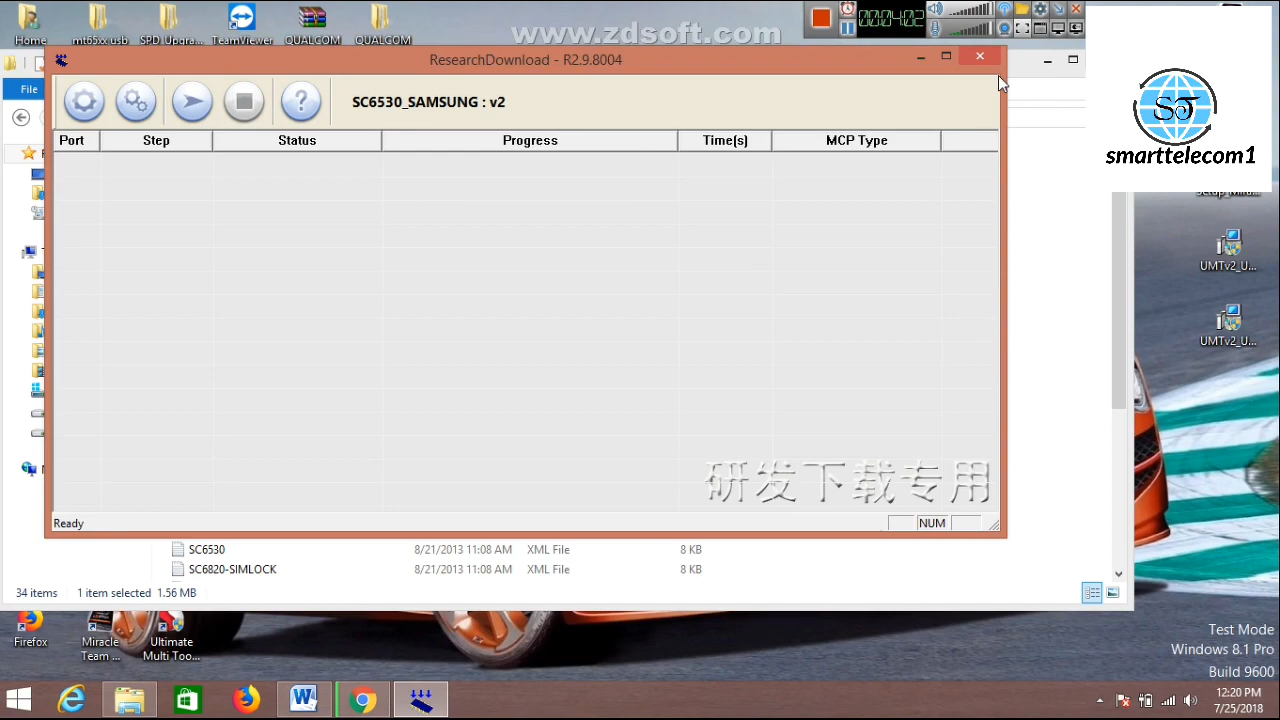 Home
mt65xx usb
SPD Upgra...
TeamViewer
QUALCOM
QUALCOM
www.zdsoft.com
00:04:02
ResearchDownload - R2.9.8004
File
SC6530_SAMSUNG : v2
Port Step Status Progress Time(s) MCP Type
SJ
smarttelecom1
UMTv2_U...
UMTv2_U...
研发下载专用
Ready
NUM
SC6530 8/21/2013 11:08 AM XML File 8 KB
SC6820-SIMLOCK 8/21/2013 11:08 AM XML File 8 KB
34 items 1 item selected 1.56 MB
Firefox
Miracle
Team ...
Ultimate
Multi Too...
Test Mode
Windows 8.1 Pro
Build 9600
12:20 PM
7/25/2018